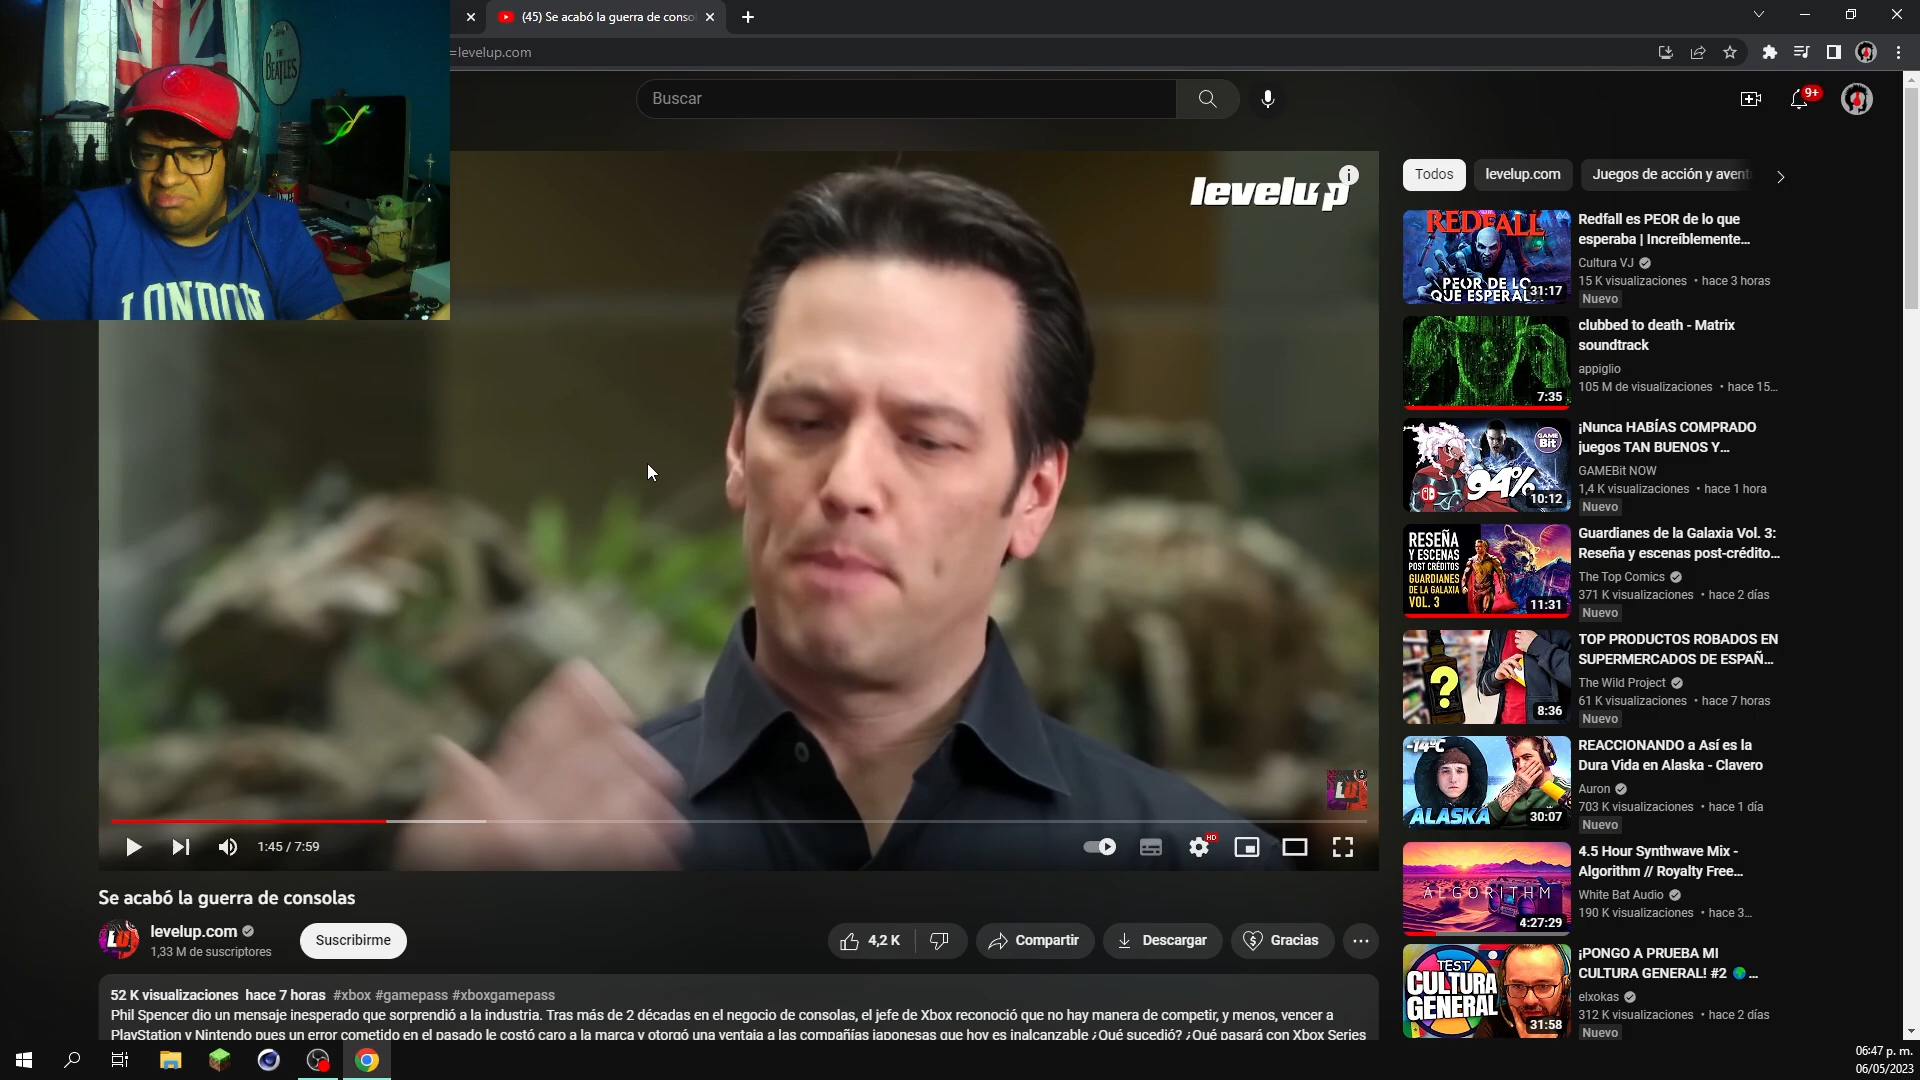 (45) Se acabó la guerra de consol
=levelup.com
THE
BEATLES
LONDON
Buscar
9+
levelup
1:45 / 7:59
HD
Se acabó la guerra de consolas
levelup.com
1,33 M de suscriptores
Suscribirme
4,2 K
Compartir
Descargar
Gracias
52 K visualizaciones hace 7 horas #xbox #gamepass #xboxgamepass
Phil Spencer dio un mensaje inesperado que sorprendió a la industria. Tras más de 2 décadas en el negocio de consolas, el jefe de Xbox reconoció que no hay manera de competir, y menos, vencer a
PlayStation y Nintendo pues un error cometido en el pasado le costó caro a la marca y otorgó una ventaja a las compañías japonesas que hoy es inalcanzable ¿Qué sucedió? ¿Qué pasará con Xbox Series
Todos
levelup.com
Juegos de acción y avent
REDFALL
PEOR DE LO
QUE ESPERA
31:17
Redfall es PEOR de lo que
esperaba | Increíblemente...
Cultura VJ
15 K visualizaciones • hace 3 horas
Nuevo
7:35
clubbed to death - Matrix
soundtrack
appiglio
105 M de visualizaciones • hace 15...
GAME
Bit
94%
10:12
¡Nunca HABÍAS COMPRADO
juegos TAN BUENOS Y...
GAMEBit NOW
1,4 K visualizaciones • hace 1 hora
Nuevo
RESEÑA
Y ESCENAS
POST CRÉDITOS
GUARDIANES
DE LA GALAXIA
VOL. 3
11:31
Guardianes de la Galaxia Vol. 3:
Reseña y escenas post-crédito...
The Top Comics
371 K visualizaciones • hace 2 días
Nuevo
?
8:36
TOP PRODUCTOS ROBADOS EN
SUPERMERCADOS DE ESPAÑ...
The Wild Project
61 K visualizaciones • hace 7 horas
Nuevo
-14ºC
ALASKA
30:07
REACCIONANDO a Así es la
Dura Vida en Alaska - Clavero
Auron
703 K visualizaciones • hace 1 día
Nuevo
ALGORITHM
4:27:29
4.5 Hour Synthwave Mix -
Algorithm // Royalty Free...
White Bat Audio
190 K visualizaciones • hace 3...
TEST
CULTURA
GENERAL
31:58
¡PONGO A PRUEBA MI
CULTURA GENERAL! #2 ...
elxokas
312 K visualizaciones • hace 2 días
Nuevo
06:47 p. m.
06/05/2023